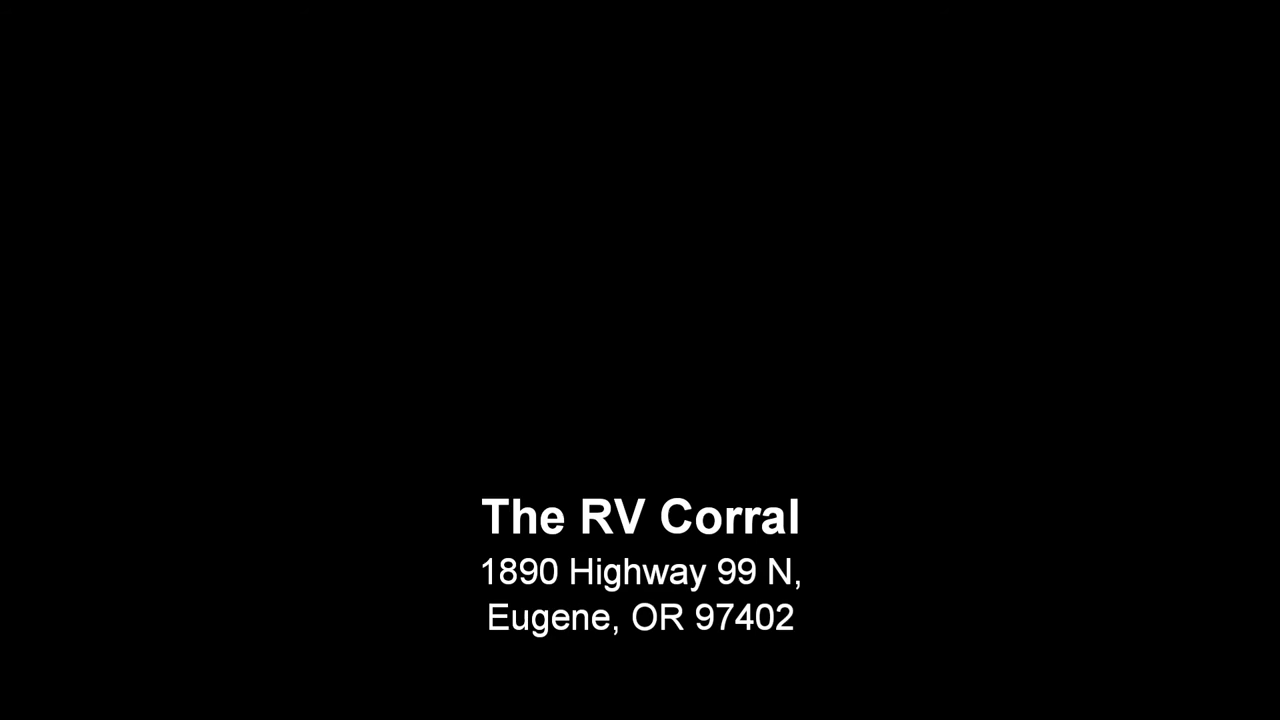 The RV Corral
1890 Highway 99 N,
Eugene, OR 97402